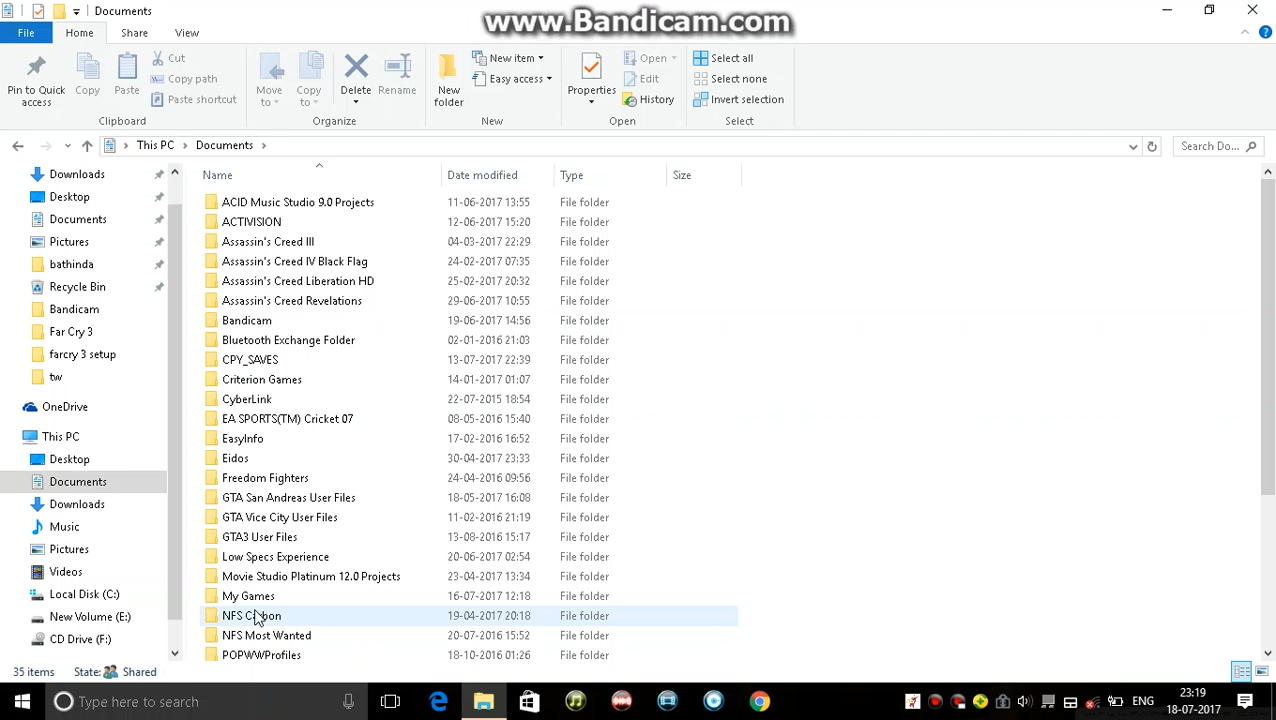 Documents
www.Bandicam.com
File
Home
Share
View
Pin to Quick access
Copy
Paste
Cut
Copy path
Paste shortcut
Clipboard
Move to
Copy to
Delete
Rename
Organize
New folder
New item
Easy access
New
Properties
Open
Edit
History
Open
Select all
Select none
Invert selection
Select
This PC > Documents >
Search Do...
Downloads
Desktop
Documents
Pictures
bathinda
Recycle Bin
Bandicam
Far Cry 3
farcry 3 setup
tw
OneDrive
This PC
Desktop
Documents
Downloads
Music
Pictures
Videos
Local Disk (C:)
New Volume (E:)
CD Drive (F:)
Name Date modified Type Size
ACID Music Studio 9.0 Projects 11-06-2017 13:55 File folder
ACTIVISION 12-06-2017 15:20 File folder
Assassin's Creed III 04-03-2017 22:29 File folder
Assassin's Creed IV Black Flag 24-02-2017 07:35 File folder
Assassin's Creed Liberation HD 25-02-2017 20:32 File folder
Assassin's Creed Revelations 29-06-2017 10:55 File folder
Bandicam 19-06-2017 14:56 File folder
Bluetooth Exchange Folder 02-01-2016 21:03 File folder
CPY_SAVES 13-07-2017 22:39 File folder
Criterion Games 14-01-2017 01:07 File folder
CyberLink 22-07-2015 18:54 File folder
EA SPORTS(TM) Cricket 07 08-05-2016 15:40 File folder
EasyInfo 17-02-2016 16:52 File folder
Eidos 30-04-2017 23:33 File folder
Freedom Fighters 24-04-2016 09:56 File folder
GTA San Andreas User Files 18-05-2017 16:08 File folder
GTA Vice City User Files 11-02-2016 21:19 File folder
GTA3 User Files 13-08-2016 15:17 File folder
Low Specs Experience 20-06-2017 02:54 File folder
Movie Studio Platinum 12.0 Projects 23-04-2017 13:34 File folder
My Games 16-07-2017 12:18 File folder
NFS Carbon 19-04-2017 20:18 File folder
NFS Most Wanted 20-07-2016 15:52 File folder
POPWWProfiles 18-10-2016 01:26 File folder
35 items State: Shared
Type here to search
ENG
23:19
18-07-2017